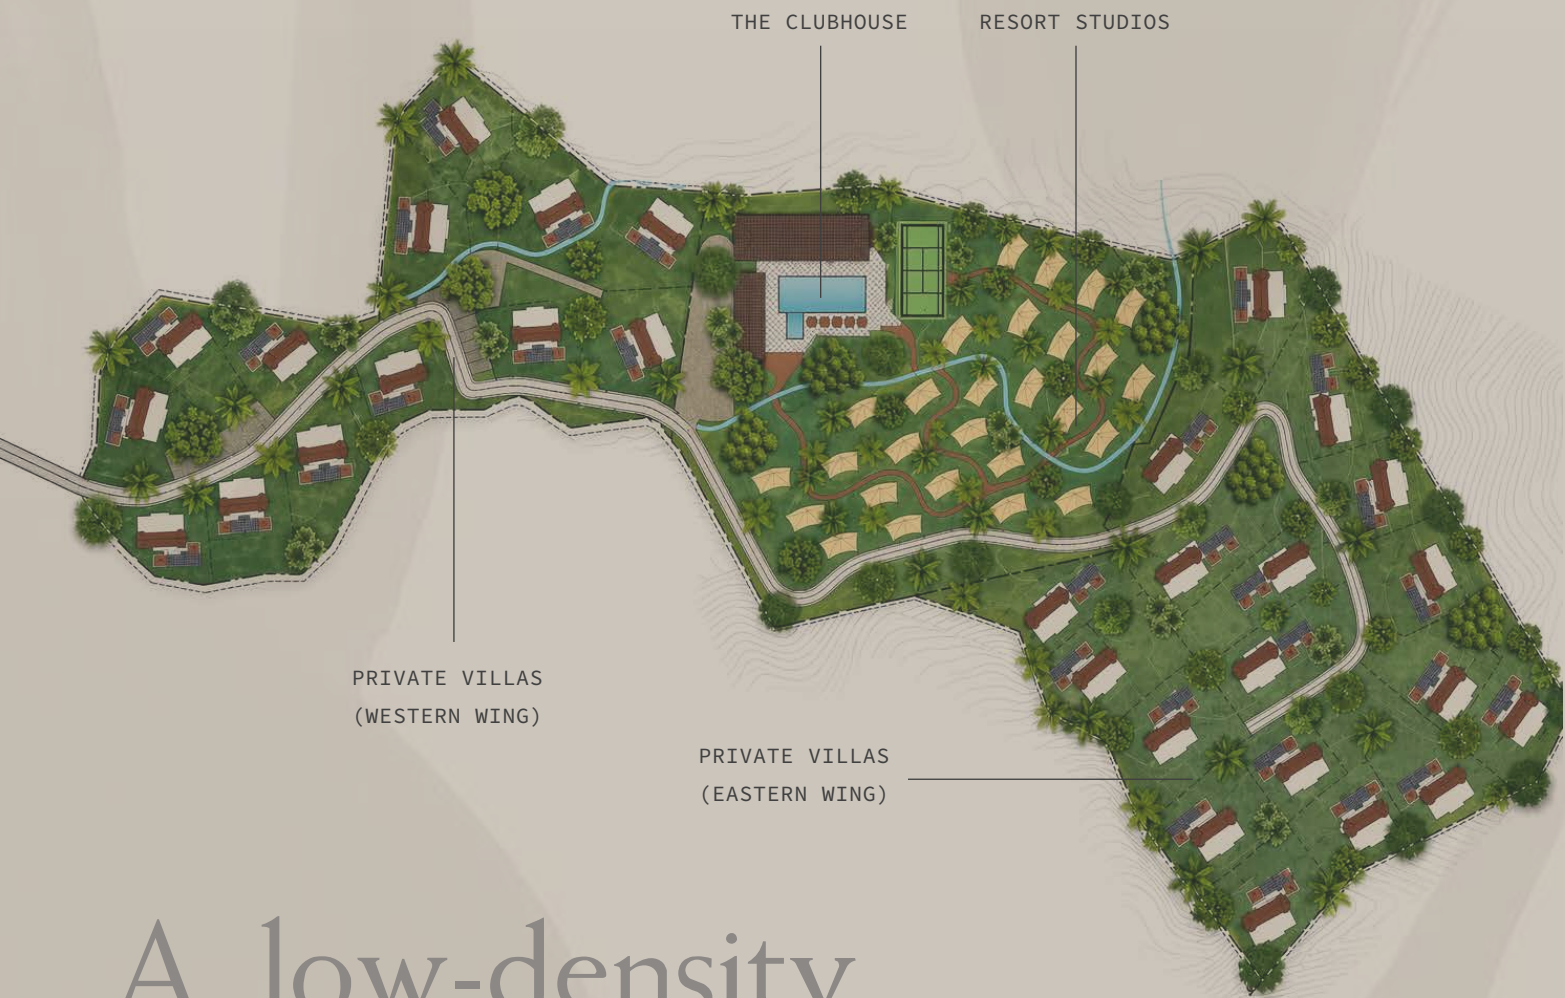 THE CLUBHOUSE
RESORT STUDIOS
PRIVATE VILLAS
(WESTERN WING)
PRIVATE VILLAS
(EASTERN WING)
A low-density